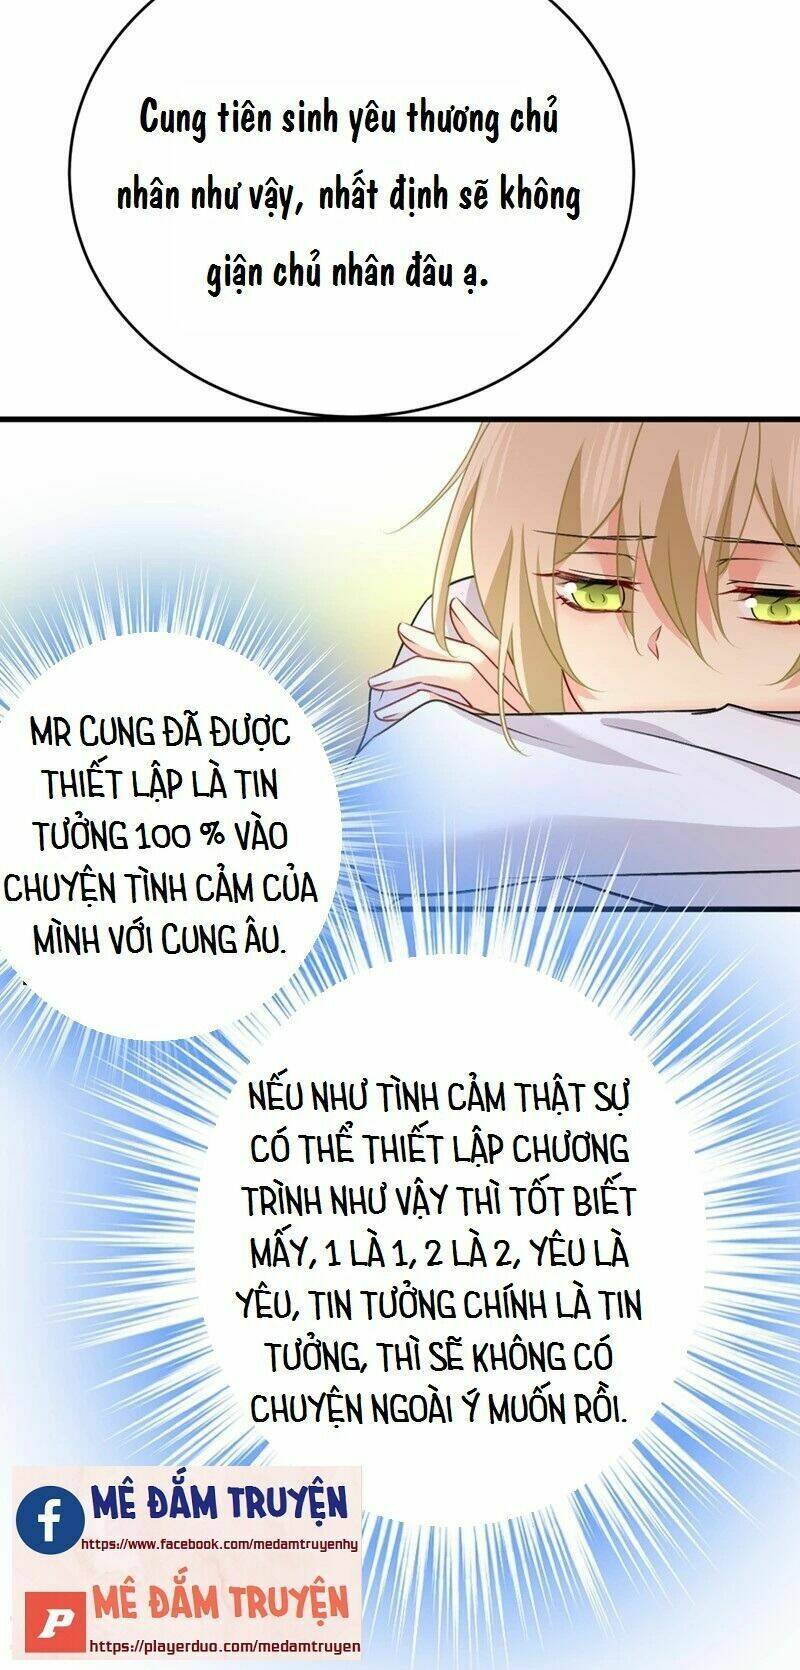 Cung tiên sinh yêu thương chủ
nhân như vậy, nhất định sẽ không
giận chủ nhân đâu ạ.
MR CUNG ĐÃ ĐƯỢC
THIẾT LẬP LÀ TIN
TƯỞNG 100 % VÀO
CHUYỆN TÌNH CẢM CỦA
MÌNH VỚI CUNG ÂU.
NẾU NHƯ TÌNH CẢM THẬT SỰ
CÓ THỂ THIẾT LẬP CHƯƠNG
TRÌNH NHƯ VẬY THÌ TỐT BIẾT
MẤY, 1 LÀ 1, 2 LÀ 2, YÊU LÀ
YÊU, TIN TƯỞNG CHÍNH LÀ TIN
TƯỞNG, THÌ SẼ KHÔNG CÓ
CHUYỆN NGOÀI Ý MUỐN RỒI.
MÊ ĐẮM TRUYỆN
https://www.facebook.com/medamtruyenhy
MÊ ĐẮM TRUYỆN
https://playerduo.com/medamtruyen